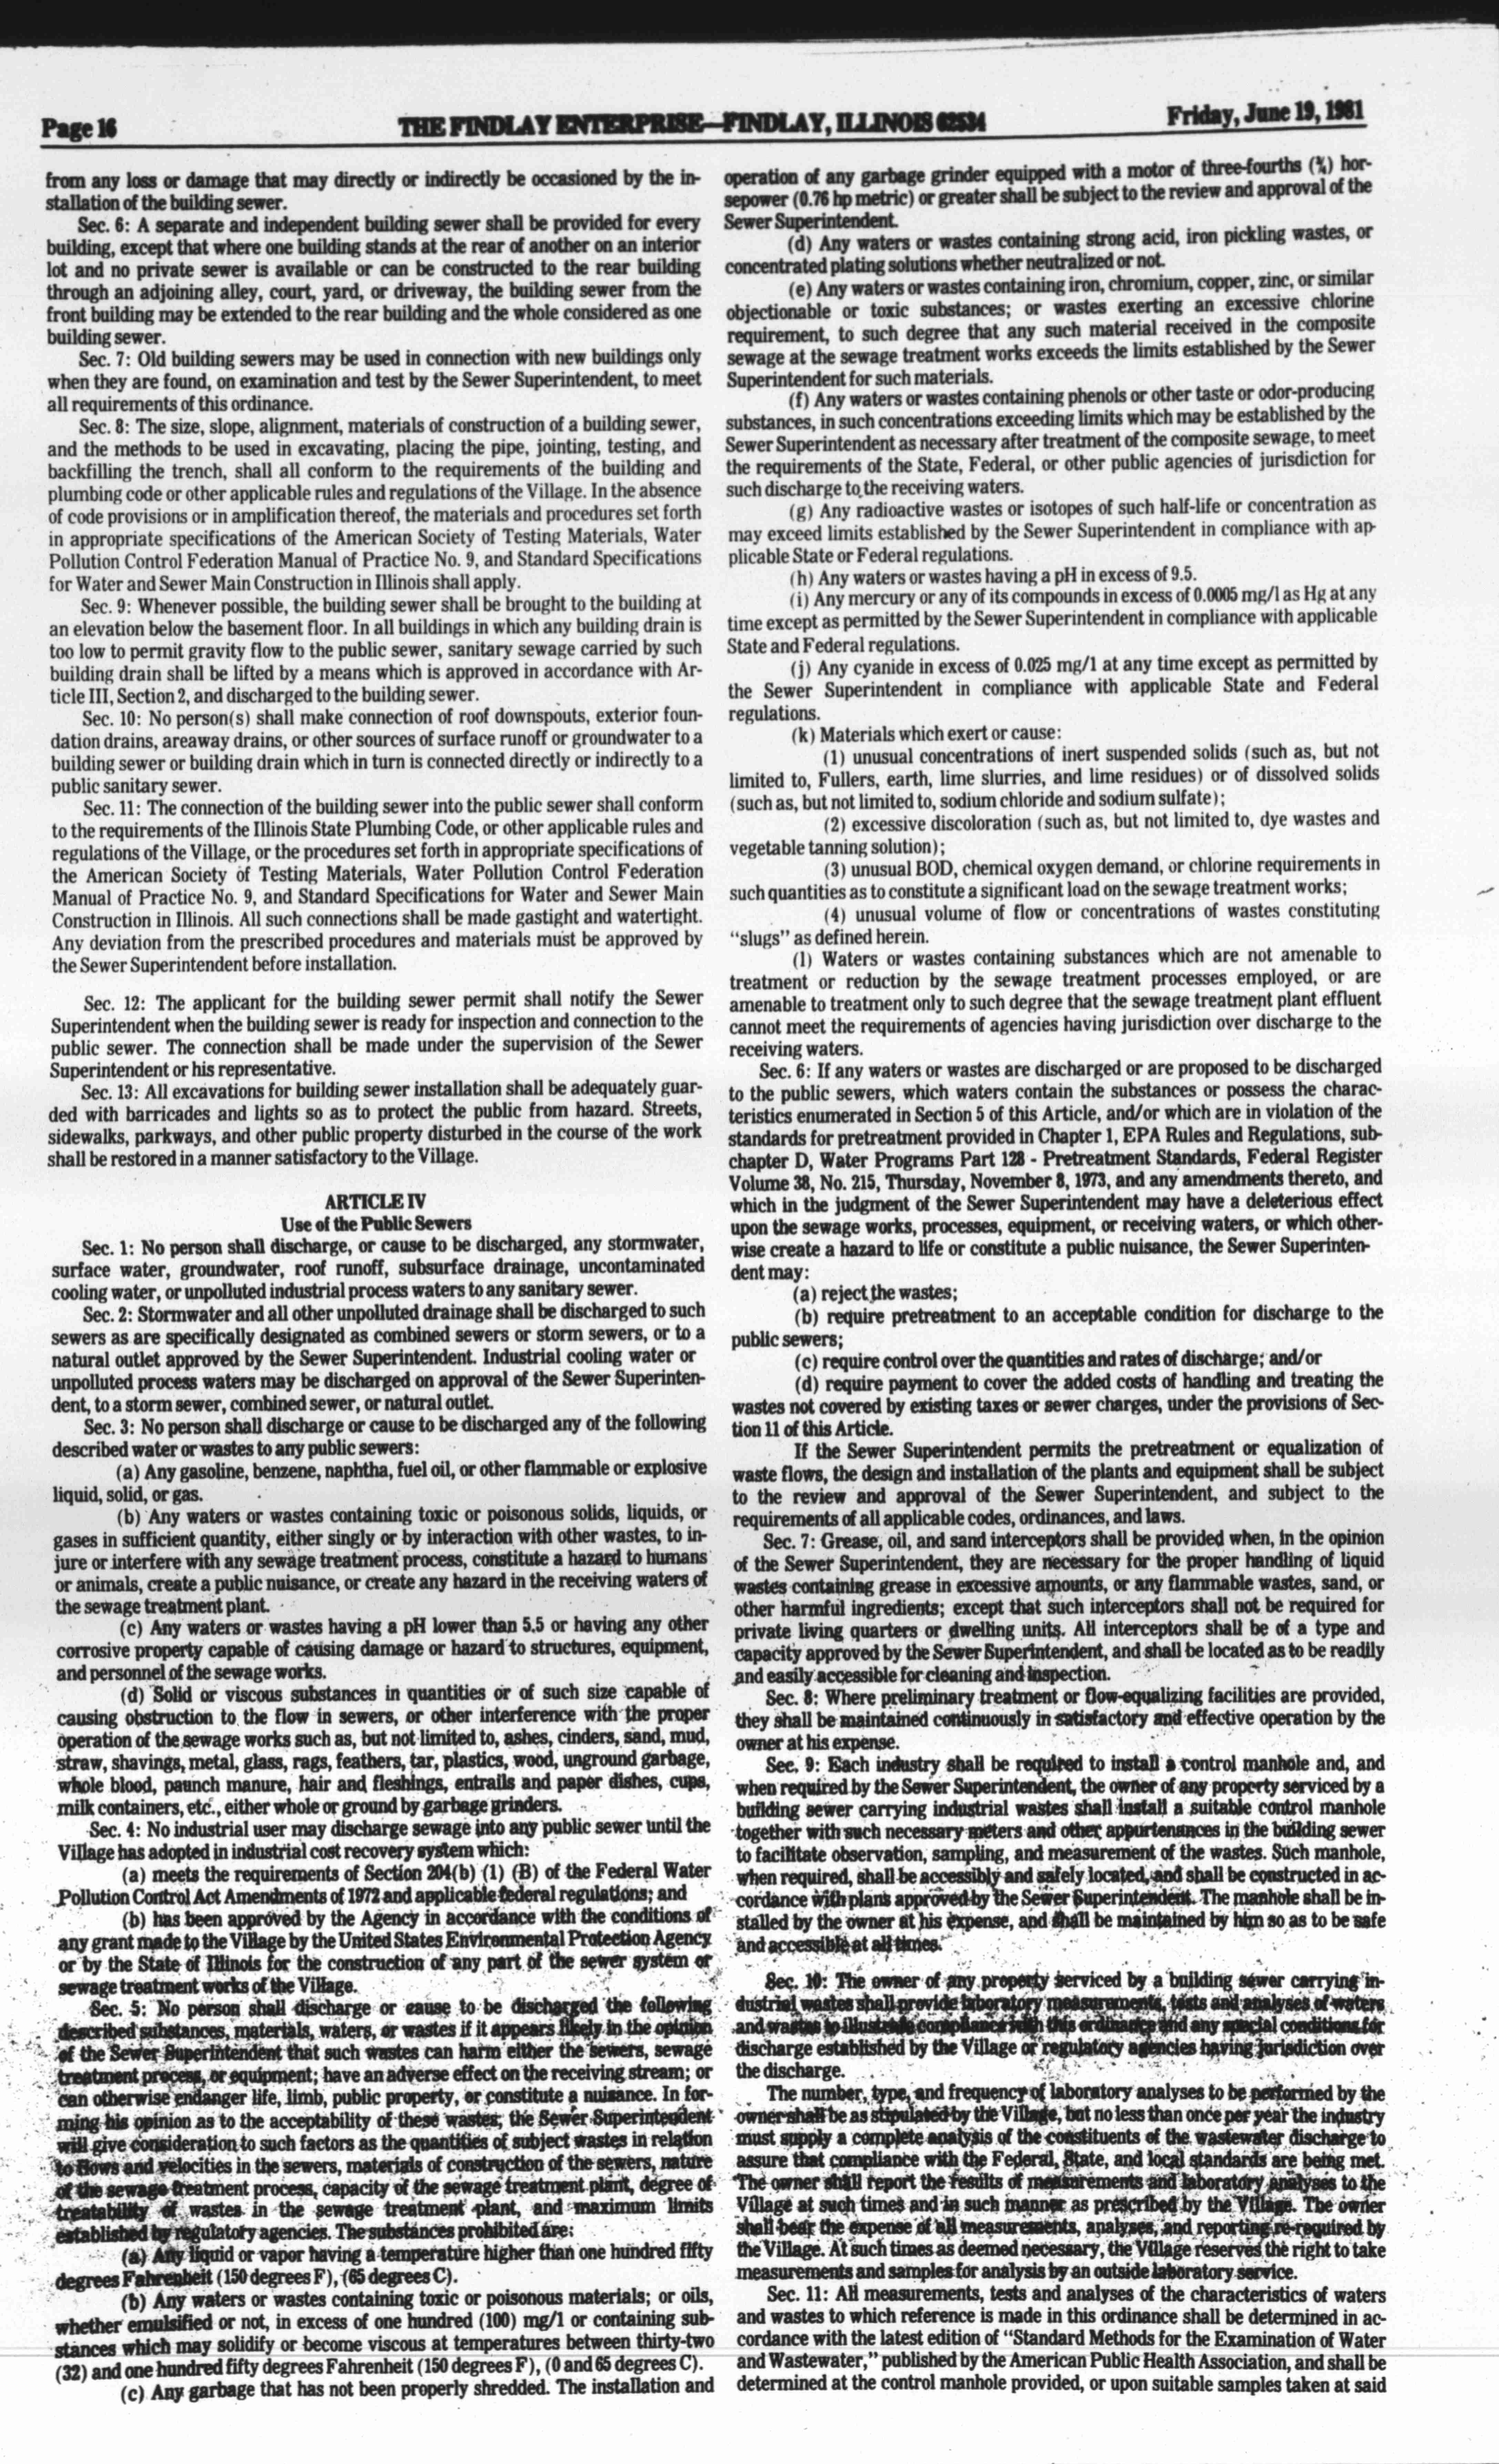 Page 16
THE FINDLAY ENTERPRISE—FINDLAY, ILLINOIS 62534
Friday, June 19, 1981
from any loss or damage that may directly or indirectly be occasioned by the in-
stallation of the building sewer.
Sec. 6: A separate and independent building sewer shall be provided for every
building, except that where one building stands at the rear of another on an interior
lot and no private sewer is available or can be constructed to the rear building
through an adjoining alley, court, yard, or driveway, the building sewer from the
front building may be extended to the rear building and the whole considered as one
building sewer.
Sec. 7: Old building sewers may be used in connection with new buildings only
when they are found, on examination and test by the Sewer Superintendent, to meet
all requirements of this ordinance.
Sec. 8: The size, slope, alignment, materials of construction of a building sewer,
and the methods to be used in excavating, placing the pipe, jointing, testing, and
backfilling the trench, shall all conform to the requirements of the building and
plumbing code or other applicable rules and regulations of the Village. In the absence
of code provisions or in amplification thereof, the materials and procedures set forth
in appropriate specifications of the American Society of Testing Materials, Water
Pollution Control Federation Manual of Practice No. 9, and Standard Specifications
for Water and Sewer Main Construction in Illinois shall apply.
Sec. 9: Whenever possible, the building sewer shall be brought to the building at
an elevation below the basement floor. In all buildings in which any building drain is
too low to permit gravity flow to the public sewer, sanitary sewage carried by such
building drain shall be lifted by a means which is approved in accordance with Ar-
ticle III, Section 2, and discharged to the building sewer.
Sec. 10: No person(s) shall make connection of roof downspouts, exterior foun-
dation drains, areaway drains, or other sources of surface runoff or groundwater to a
building sewer or building drain which in turn is connected directly or indirectly to a
public sanitary sewer.
Sec. 11: The connection of the building sewer into the public sewer shall conform
to the requirements of the Illinois State Plumbing Code, or other applicable rules and
regulations of the Village, or the procedures set forth in appropriate specifications of
the American Society of Testing Materials, Water Pollution Control Federation
Manual of Practice No. 9, and Standard Specifications for Water and Sewer Main
Construction in Illinois. All such connections shall be made gastight and watertight.
Any deviation from the prescribed procedures and materials must be approved by
the Sewer Superintendent before installation.
Sec. 12: The applicant for the building sewer permit shall notify the Sewer
Superintendent when the building sewer is ready for inspection and connection to the
public sewer. The connection shall be made under the supervision of the Sewer
Superintendent or his representative.
Sec. 13: All excavations for building sewer installation shall be adequately guar-
ded with barricades and lights so as to protect the public from hazard. Streets,
sidewalks, parkways, and other public property disturbed in the course of the work
shall be restored in a manner satisfactory to the Village.
ARTICLE IV
Use of the Public Sewers
Sec. 1: No person shall discharge, or cause to be discharged, any stormwater,
surface water, groundwater, roof runoff, subsurface drainage, uncontaminated
cooling water, or unpolluted industrial process waters to any sanitary sewer.
Sec. 2: Stormwater and all other unpolluted drainage shall be discharged to such
sewers as are specifically designated as combined sewers or storm sewers, or to a
natural outlet approved by the Sewer Superintendent. Industrial cooling water or
unpolluted process waters may be discharged on approval of the Sewer Superinten-
dent, to a storm sewer, combined sewer, or natural outlet.
Sec. 3: No person shall discharge or cause to be discharged any of the following
described water or wastes to any public sewers:
(a) Any gasoline, benzene, naphtha, fuel oil, or other flammable or explosive
liquid, solid, or gas.
(b) Any waters or wastes containing toxic or poisonous solids, liquids, or
gases in sufficient quantity, either singly or by interaction with other wastes, to in-
jure or interfere with any sewage treatment process, constitute a hazard to humans
or animals, create a public nuisance, or create any hazard in the receiving waters of
the sewage treatment plant.
(c) Any waters or wastes having a pH lower than 5.5 or having any other
corrosive property capable of causing damage or hazard to structures, equipment,
and personnel of the sewage works.
(d) Solid or viscous substances in quantities or of such size capable of
causing obstruction to the flow in sewers, or other interference with the proper
operation of the sewage works such as, but not limited to, ashes, cinders, sand, mud,
straw, shavings, metal, glass, rags, feathers, tar, plastics, wood, unground garbage,
whole blood, paunch manure, hair and fleshings, entrails and paper dishes, cups,
milk containers, etc., either whole or ground by garbage grinders.
Sec. 4: No industrial user may discharge sewage into any public sewer until the
Village has adopted in industrial cost recovery system which:
(a) meets the requirements of Section 204(b) (1) (B) of the Federal Water
Pollution Control Act Amendments of 1972 and applicable federal regulations; and
(b) has been approved by the Agency in accordance with the conditions of
any grant made to the Village by the United States Environmental Protection Agency
or by the State of Illinois for the construction of any part of the sewer system or
sewage treatment works of the Village.
Sec. 5: No person shall discharge or cause to be discharged the following
described substances, materials, waters, or wastes if it appears likely in the opinion
of the Sewer Superintendent that such wastes can harm either the sewers, sewage
treatment process, or equipment; have an adverse effect on the receiving stream; or
can otherwise endanger life, limb, public property, or constitute a nuisance. In for-
ming his opinion as to the acceptability of these wastes, the Sewer Superintendent
will give consideration to such factors as the quantities of subject wastes in relation
to flows and velocities in the sewers, materials of construction of the sewers, nature
of the sewage treatment process, capacity of the sewage treatment plant, degree of
treatability of wastes in the sewage treatment plant, and maximum limits
established by regulatory agencies. The substances prohibited are:
(a) Any liquid or vapor having a temperature higher than one hundred fifty
degrees Fahrenheit (150 degrees F), (65 degrees C).
(b) Any waters or wastes containing toxic or poisonous materials; or oils,
whether emulsified or not, in excess of one hundred (100) mg/l or containing sub-
stances which may solidify or become viscous at temperatures between thirty-two
(32) and one hundred fifty degrees Fahrenheit (150 degrees F), (0 and 65 degrees C).
(c) Any garbage that has not been properly shredded. The installation and
operation of any garbage grinder equipped with a motor of three-fourths (¾) hor-
sepower (0.76 hp metric) or greater shall be subject to the review and approval of the
Sewer Superintendent.
(d) Any waters or wastes containing strong acid, iron pickling wastes, or
concentrated plating solutions whether neutralized or not.
(e) Any waters or wastes containing iron, chromium, copper, zinc, or similar
objectionable or toxic substances; or wastes exerting an excessive chlorine
requirement, to such degree that any such material received in the composite
sewage at the sewage treatment works exceeds the limits established by the Sewer
Superintendent for such materials.
(f) Any waters or wastes containing phenols or other taste or odor-producing
substances, in such concentrations exceeding limits which may be established by the
Sewer Superintendent as necessary after treatment of the composite sewage, to meet
the requirements of the State, Federal, or other public agencies of jurisdiction for
such discharge to the receiving waters.
(g) Any radioactive wastes or isotopes of such half-life or concentration as
may exceed limits established by the Sewer Superintendent in compliance with ap-
plicable State or Federal regulations.
(h) Any waters or wastes having a pH in excess of 9.5.
(i) Any mercury or any of its compounds in excess of 0.0005 mg/l as Hg at any
time except as permitted by the Sewer Superintendent in compliance with applicable
State and Federal regulations.
(j) Any cyanide in excess of 0.025 mg/l at any time except as permitted by
the Sewer Superintendent in compliance with applicable State and Federal
regulations.
(k) Materials which exert or cause:
(1) unusual concentrations of inert suspended solids (such as, but not
limited to, Fullers, earth, lime slurries, and lime residues) or of dissolved solids
(such as, but not limited to, sodium chloride and sodium sulfate);
(2) excessive discoloration (such as, but not limited to, dye wastes and
vegetable tanning solution);
(3) unusual BOD, chemical oxygen demand, or chlorine requirements in
such quantities as to constitute a significant load on the sewage treatment works;
(4) unusual volume of flow or concentrations of wastes constituting
"slugs" as defined herein.
(l) Waters or wastes containing substances which are not amenable to
treatment or reduction by the sewage treatment processes employed, or are
amenable to treatment only to such degree that the sewage treatment plant effluent
cannot meet the requirements of agencies having jurisdiction over discharge to the
receiving waters.
Sec. 6: If any waters or wastes are discharged or are proposed to be discharged
to the public sewers, which waters contain the substances or possess the charac-
teristics enumerated in Section 5 of this Article, and/or which are in violation of the
standards for pretreatment provided in Chapter 1, EPA Rules and Regulations, sub-
chapter D, Water Programs Part 128 - Pretreatment Standards, Federal Register
Volume 38, No. 215, Thursday, November 8, 1973, and any amendments thereto, and
which in the judgment of the Sewer Superintendent may have a deleterious effect
upon the sewage works, processes, equipment, or receiving waters, or which other-
wise create a hazard to life or constitute a public nuisance, the Sewer Superinten-
dent may:
(a) reject the wastes;
(b) require pretreatment to an acceptable condition for discharge to the
public sewers;
(c) require control over the quantities and rates of discharge; and/or
(d) require payment to cover the added costs of handling and treating the
wastes not covered by existing taxes or sewer charges, under the provisions of Sec-
tion 11 of this Article.
If the Sewer Superintendent permits the pretreatment or equalization of
waste flows, the design and installation of the plants and equipment shall be subject
to the review and approval of the Sewer Superintendent, and subject to the
requirements of all applicable codes, ordinances, and laws.
Sec. 7: Grease, oil, and sand interceptors shall be provided when, in the opinion
of the Sewer Superintendent, they are necessary for the proper handling of liquid
wastes containing grease in excessive amounts, or any flammable wastes, sand, or
other harmful ingredients; except that such interceptors shall not be required for
private living quarters or dwelling units. All interceptors shall be of a type and
capacity approved by the Sewer Superintendent, and shall be located as to be readily
and easily accessible for cleaning and inspection.
Sec. 8: Where preliminary treatment or flow-equalizing facilities are provided,
they shall be maintained continuously in satisfactory and effective operation by the
owner at his expense.
Sec. 9: Each industry shall be required to install a control manhole and, and
when required by the Sewer Superintendent, the owner of any property serviced by a
building sewer carrying industrial wastes shall install a suitable control manhole
together with such necessary meters and other appurtenances in the building sewer
to facilitate observation, sampling, and measurement of the wastes. Such manhole,
when required, shall be accessibly and safely located, and shall be constructed in ac-
cordance with plans approved by the Sewer Superintendent. The manhole shall be in-
stalled by the owner at his expense, and shall be maintained by him so as to be safe
and accessible at all times.
Sec. 10: The owner of any property serviced by a building sewer carrying in-
dustrial wastes shall provide laboratory measurements, tests and analyses of waters
and wastes to illustrate compliance with this ordinance and any special conditions for
discharge established by the Village or regulatory agencies having jurisdiction over
the discharge.
The number, type, and frequency of laboratory analyses to be performed by the
owner shall be as stipulated by the Village, but no less than once per year the industry
must supply a complete analysis of the constituents of the wastewater discharge to
assure that compliance with the Federal, State, and local standards are being met.
The owner shall report the results of measurements and laboratory analyses to the
Village at such times and in such manner as prescribed by the Village. The owner
shall bear the expense of all measurements, analyses, and reporting re-required by
the Village. At such times as deemed necessary, the Village reserves the right to take
measurements and samples for analysis by an outside laboratory service.
Sec. 11: All measurements, tests and analyses of the characteristics of waters
and wastes to which reference is made in this ordinance shall be determined in ac-
cordance with the latest edition of "Standard Methods for the Examination of Water
and Wastewater," published by the American Public Health Association, and shall be
determined at the control manhole provided, or upon suitable samples taken at said